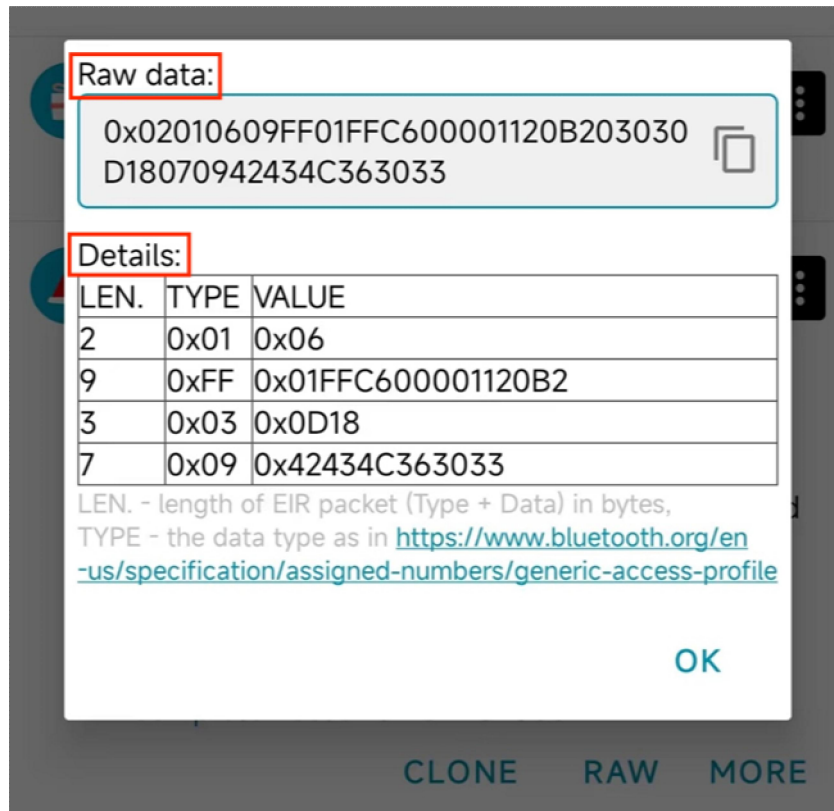 Raw data:
0x02010609FF01FFC600001120B203030
D18070942434C363033
Details:
LEN. TYPE VALUE
2 0x01 0x06
9 0xFF 0x01FFC600001120B2
3 0x03 0x0D18
7 0x09 0x42434C363033
LEN. - length of EIR packet (Type + Data) in bytes,
TYPE - the data type as in https://www.bluetooth.org/en
-us/specification/assigned-numbers/generic-access-profile
OK
CLONE RAW MORE